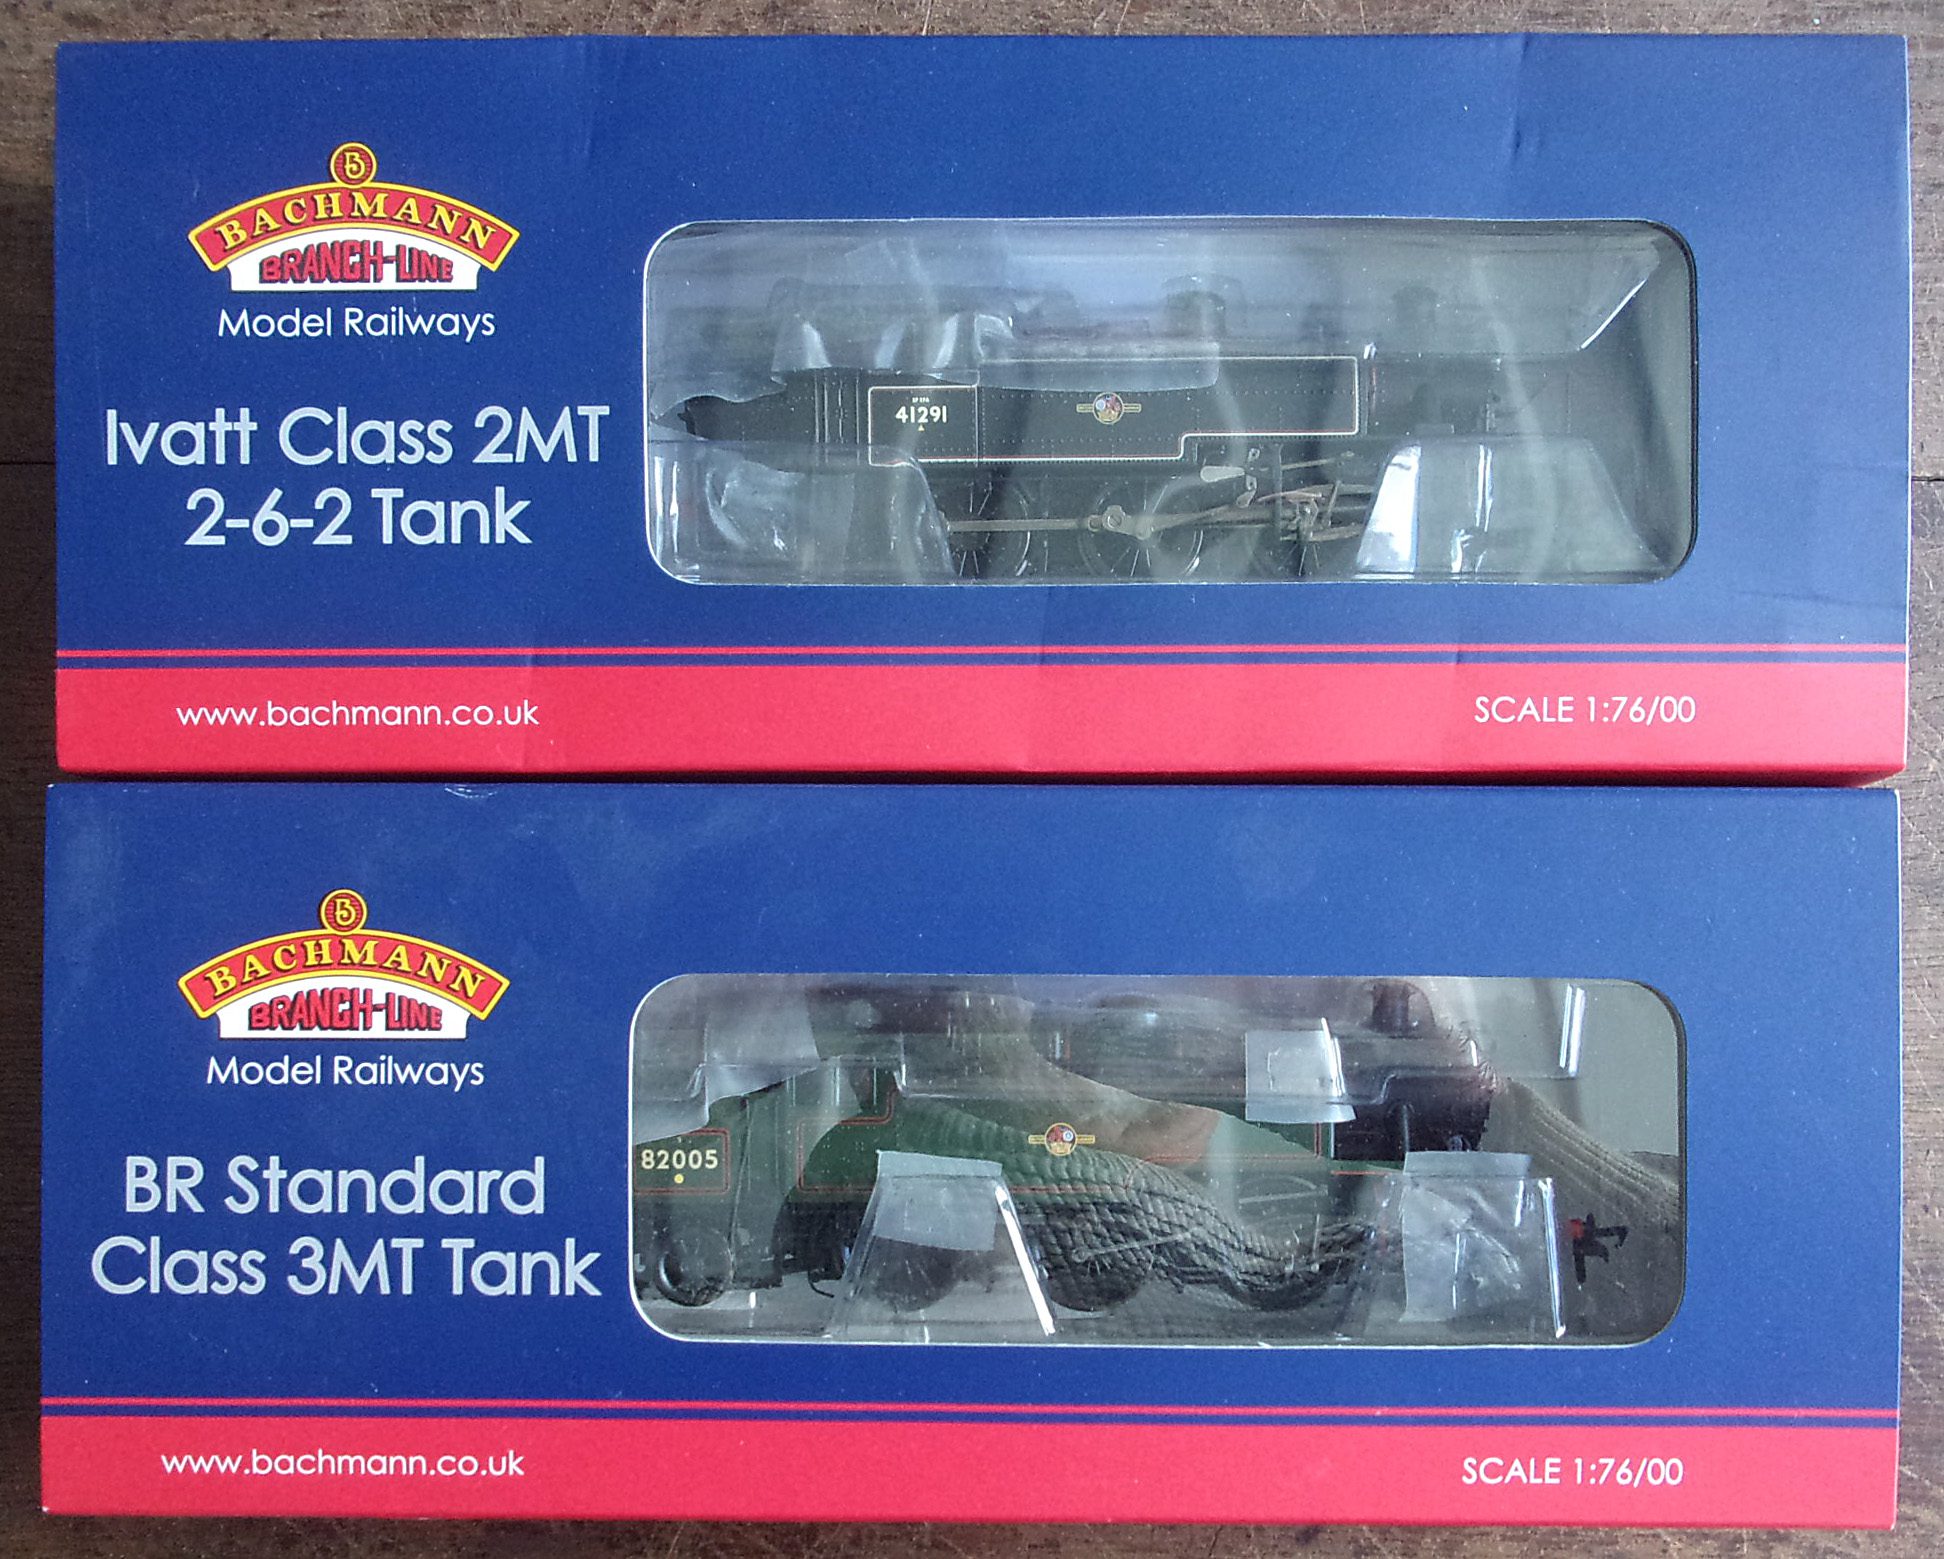 B
BACHMANN
BRANCH-LINE
Model Railways
Ivatt Class 2MT
2-6-2 Tank
41291
www.bachmann.co.uk
SCALE 1:76/00
B
BACHMANN
BRANCH-LINE
Model Railways
BR Standard
Class 3MT Tank
82005
www.bachmann.co.uk
SCALE 1:76/00